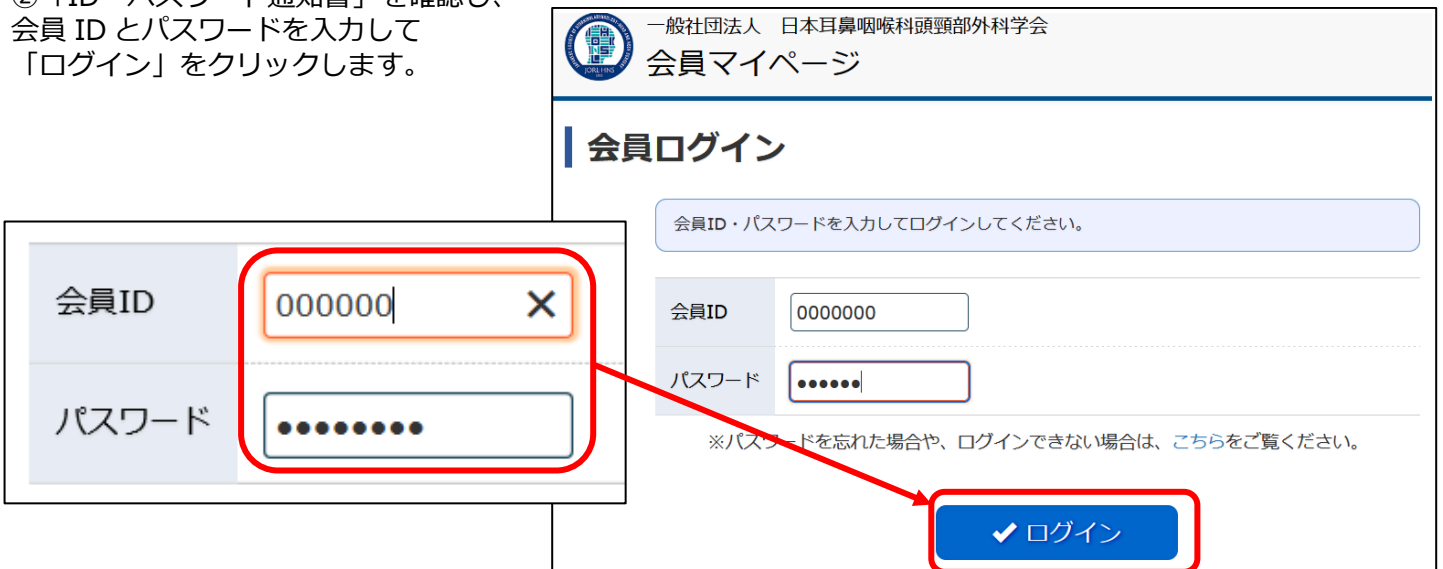 ②「ID・パスワード通知書」を確認し、
会員 ID とパスワードを入力して
「ログイン」をクリックします。
一般社団法人 日本耳鼻咽喉科頭頸部外科学会
会員マイページ
会員ログイン
会員ID・パスワードを入力してログインしてください。
会員ID 000000
パスワード ●●●●●●●●
会員ID 0000000
パスワード ●●●●●●
※パスワードを忘れた場合や、ログインできない場合は、こちらをご覧ください。
ログイン